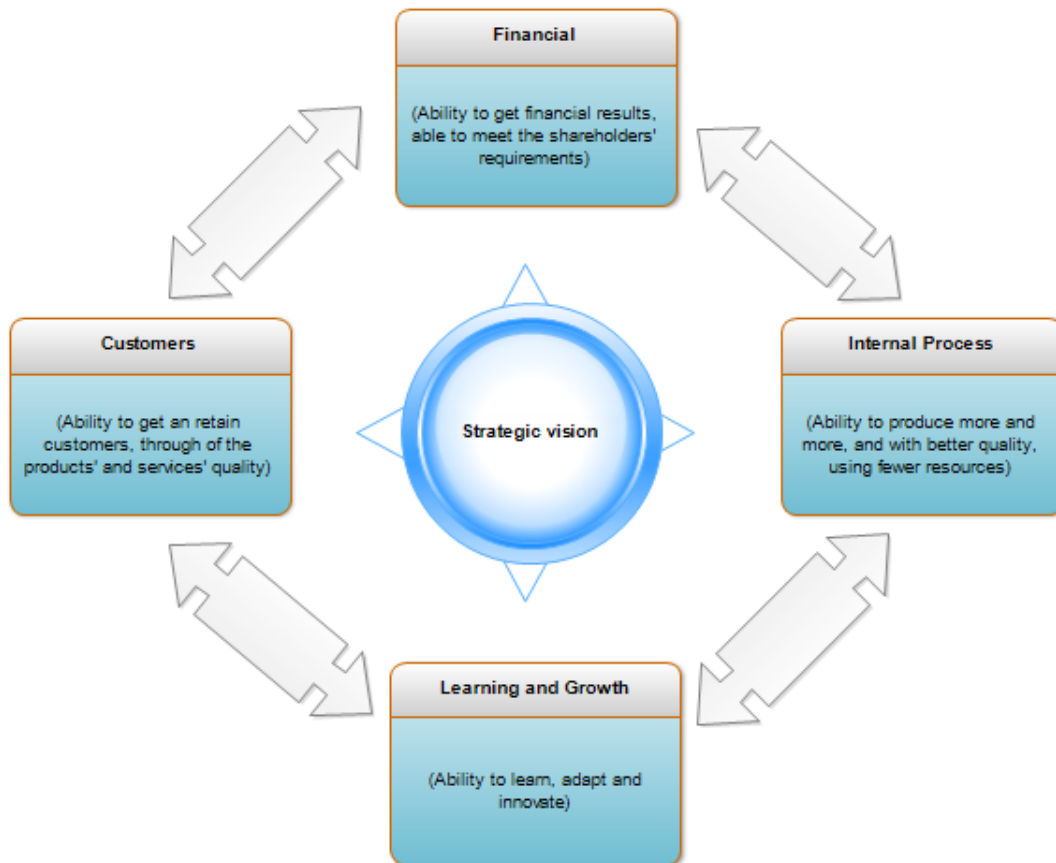 Financial
(Ability to get financial results,
able to meet the shareholders'
requirements)
Customers
(Ability to get an retain
customers, through of the
products' and services' quality)
Strategic vision
Internal Process
(Ability to produce more and
more, and with better quality,
using fewer resources)
Learning and Growth
(Ability to learn, adapt and
innovate)